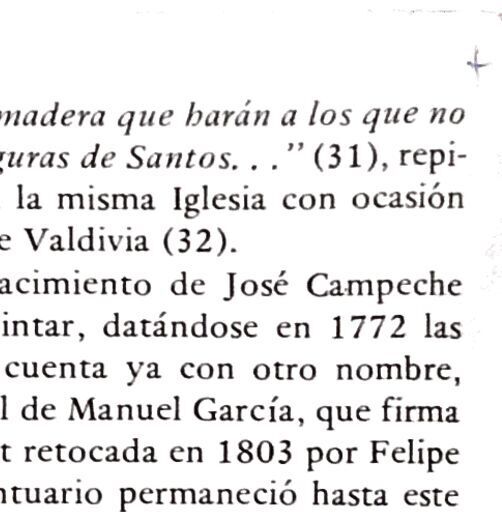 madera que harán a los que no
guras de Santos. . .” (31), repi-
la misma Iglesia con ocasión
e Valdivia (32).
acimiento de José Campeche
intar, datándose en 1772 las
cuenta ya con otro nombre,
l de Manuel García, que firma
t retocada en 1803 por Felipe
ntuario permaneció hasta este